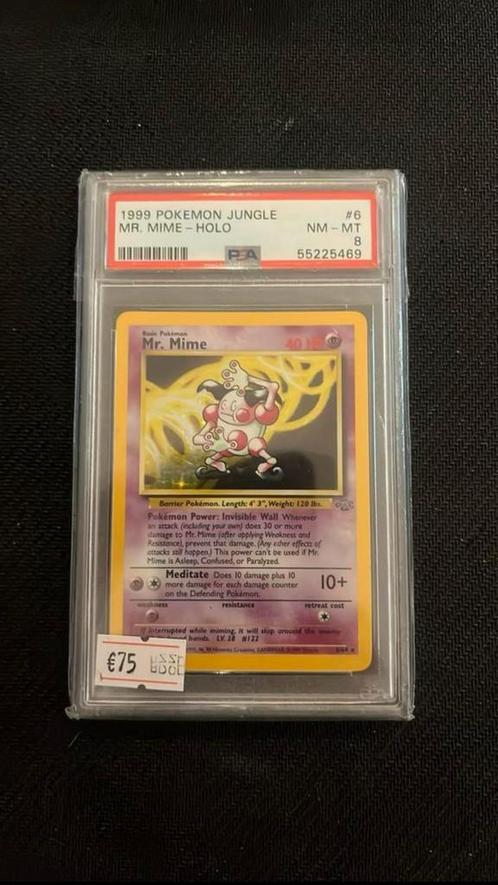 1999 POKEMON JUNGLE #6
MR. MIME – HOLO NM – MT
8
PSA 55225469
Basic Pokémon
Mr. Mime 40 HP
Barrier Pokémon. Length: 4' 3", Weight: 120 lbs.
Pokémon Power: Invisible Wall Whenever
an attack (including your own) does 30 or more
damage to Mr. Mime (after applying Weakness and
Resistance), prevent that damage. (Any other effects of
attacks still happen.) This power can't be used if Mr.
Mime is Asleep, Confused, or Paralyzed.
Meditate Does 10 damage plus 10
more damage for each damage counter
on the Defending Pokémon.
10+
weakness resistance retreat cost
If interrupted while miming, it will slap around the enemy
hands. LV. 28 #122
€75